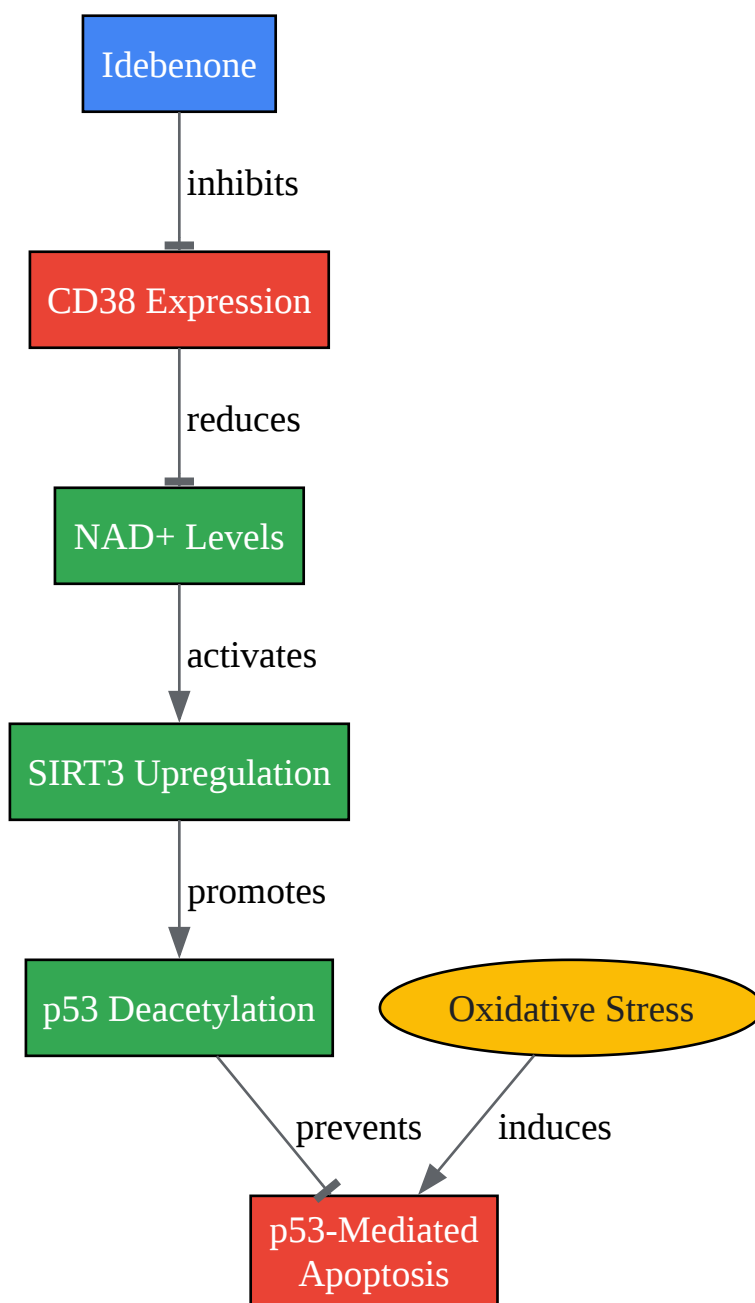 Idebenone
inhibits
CD38 Expression
reduces
NAD+ Levels
activates
SIRT3 Upregulation
promotes
p53 Deacetylation
Oxidative Stress
prevents
induces
p53-Mediated
Apoptosis